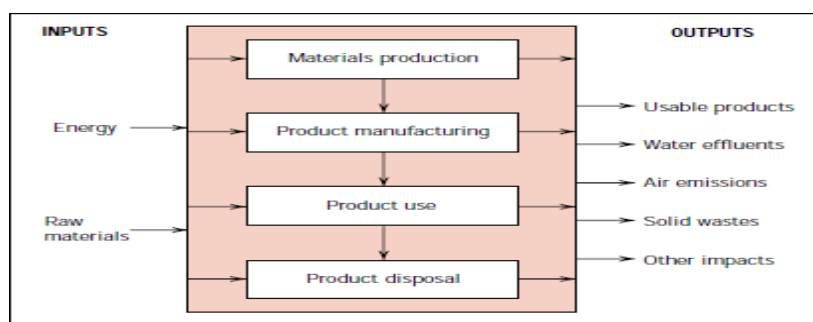 INPUTS
OUTPUTS
Materials production
Usable products
Energy
Product manufacturing
Water effluents
Air emissions
Product use
Raw
materials
Solid wastes
Other impacts
Product disposal